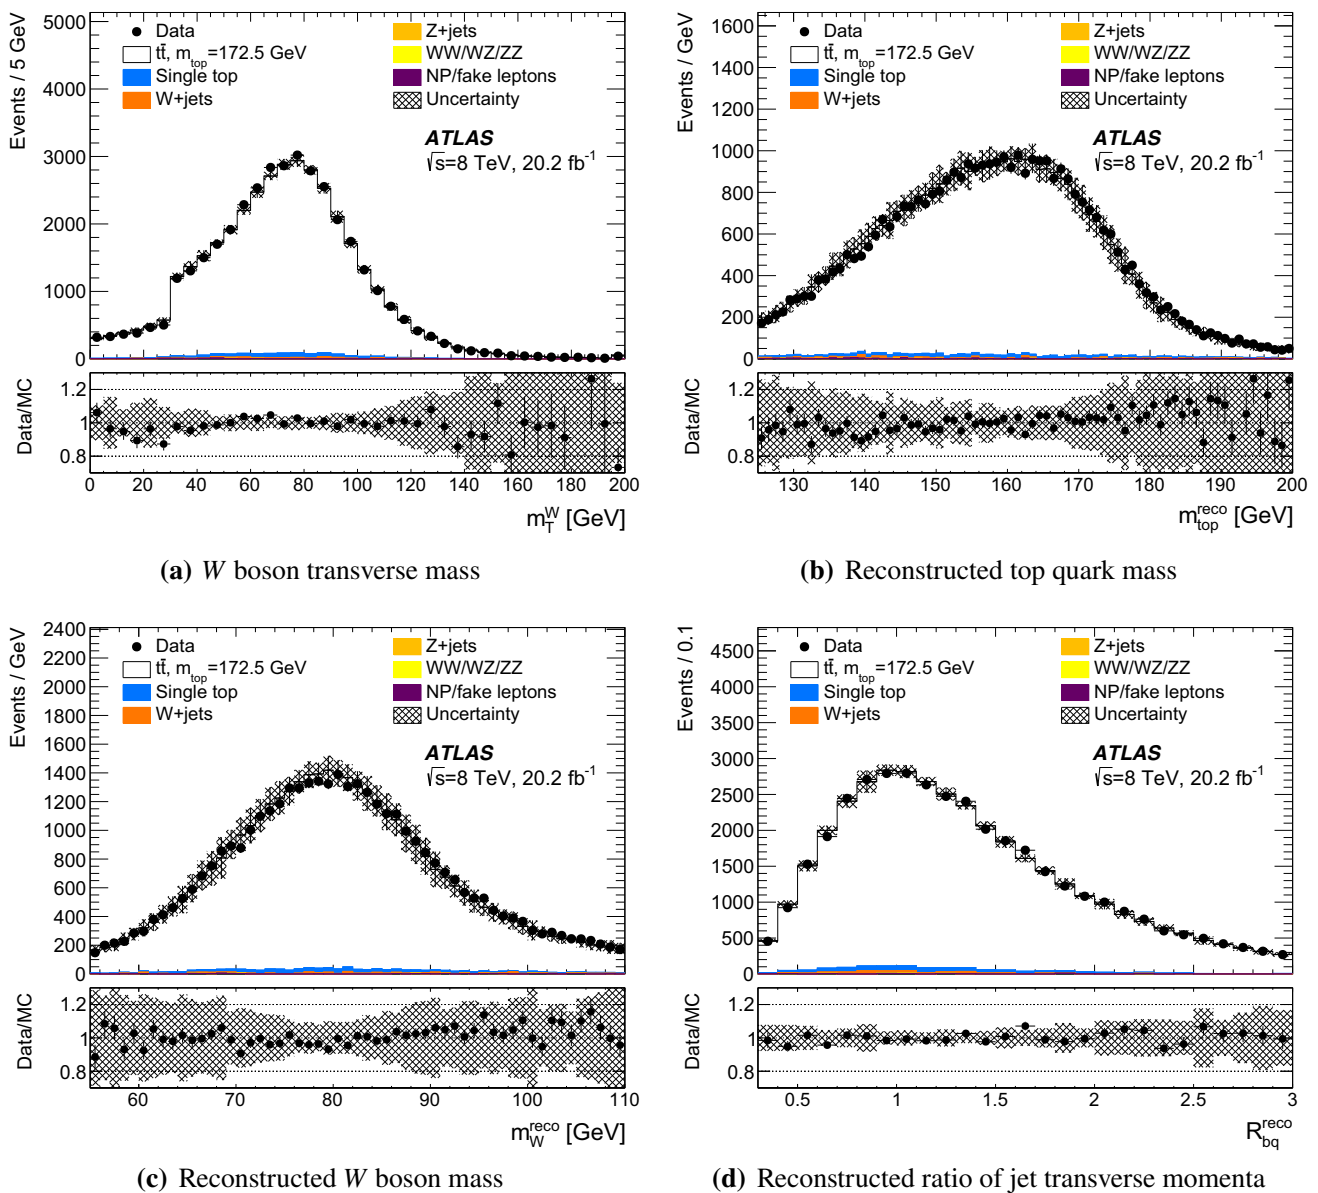 Events / 5 GeV
5000
4000
3000
2000
1000
0
Data
tt̄, m_top=172.5 GeV
Single top
W+jets
Z+jets
WW/WZ/ZZ
NP/fake leptons
Uncertainty
ATLAS
√s=8 TeV, 20.2 fb⁻¹
Data/MC
1.2
1
0.8
0 20 40 60 80 100 120 140 160 180 200
m_T^W [GeV]
(a) W boson transverse mass
Events / GeV
1600
1400
1200
1000
800
600
400
200
0
Data
tt̄, m_top=172.5 GeV
Single top
W+jets
Z+jets
WW/WZ/ZZ
NP/fake leptons
Uncertainty
ATLAS
√s=8 TeV, 20.2 fb⁻¹
Data/MC
1.2
1
0.8
130 140 150 160 170 180 190 200
m_top^reco [GeV]
(b) Reconstructed top quark mass
Events / GeV
2400
2200
2000
1800
1600
1400
1200
1000
800
600
400
200
0
Data
tt̄, m_top=172.5 GeV
Single top
W+jets
Z+jets
WW/WZ/ZZ
NP/fake leptons
Uncertainty
ATLAS
√s=8 TeV, 20.2 fb⁻¹
Data/MC
1.2
1
0.8
60 70 80 90 100 110
m_W^reco [GeV]
(c) Reconstructed W boson mass
Events / 0.1
4500
4000
3500
3000
2500
2000
1500
1000
500
0
Data
tt̄, m_top=172.5 GeV
Single top
W+jets
Z+jets
WW/WZ/ZZ
NP/fake leptons
Uncertainty
ATLAS
√s=8 TeV, 20.2 fb⁻¹
Data/MC
1.2
1
0.8
0.5 1 1.5 2 2.5 3
R_bq^reco
(d) Reconstructed ratio of jet transverse momenta